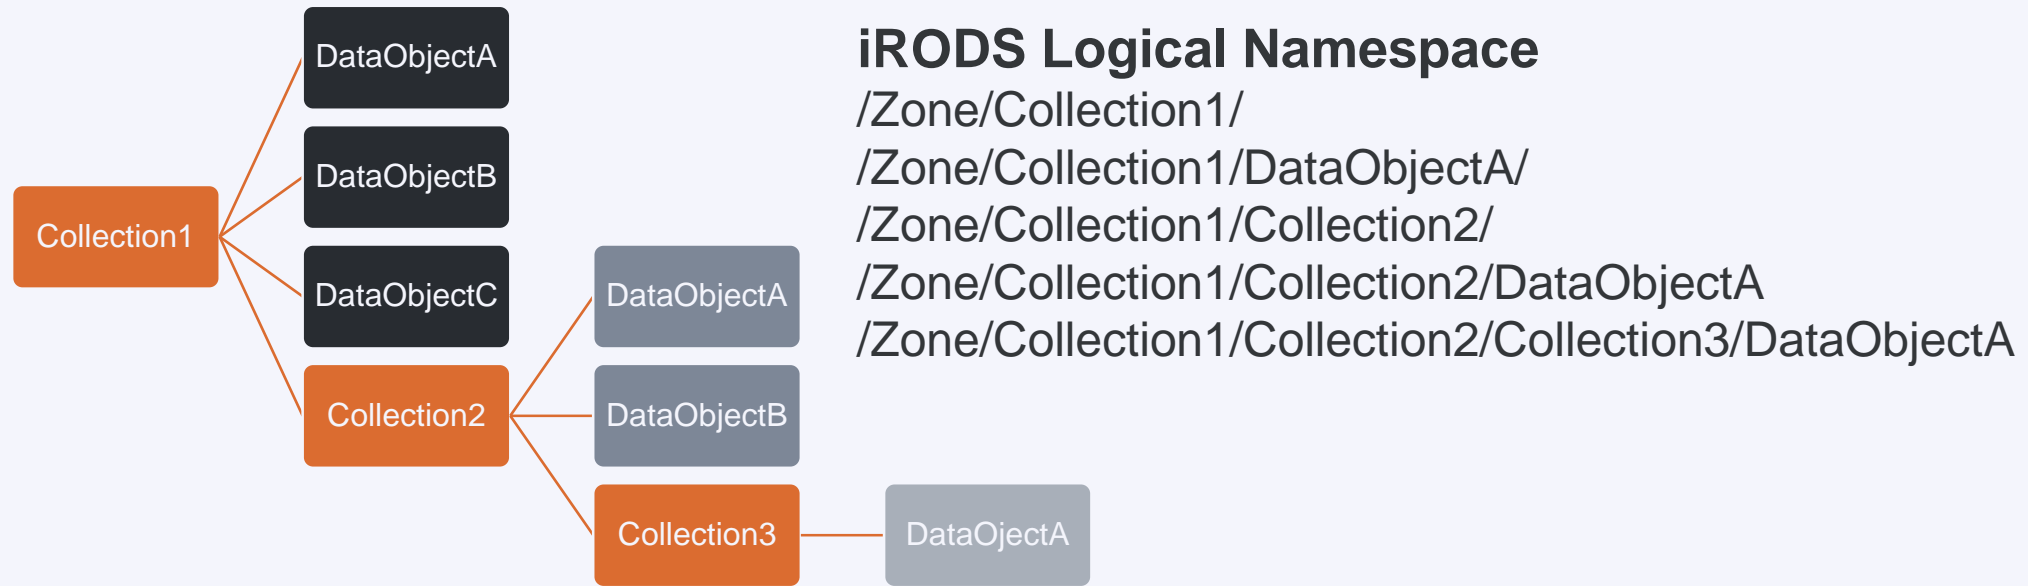 DataObjectA
DataObjectB
Collection1
DataObjectC
Collection2
DataObjectA
DataObjectB
Collection3
DataOjectA
iRODS Logical Namespace
/Zone/Collection1/
/Zone/Collection1/DataObjectA/
/Zone/Collection1/Collection2/
/Zone/Collection1/Collection2/DataObjectA
/Zone/Collection1/Collection2/Collection3/DataObjectA